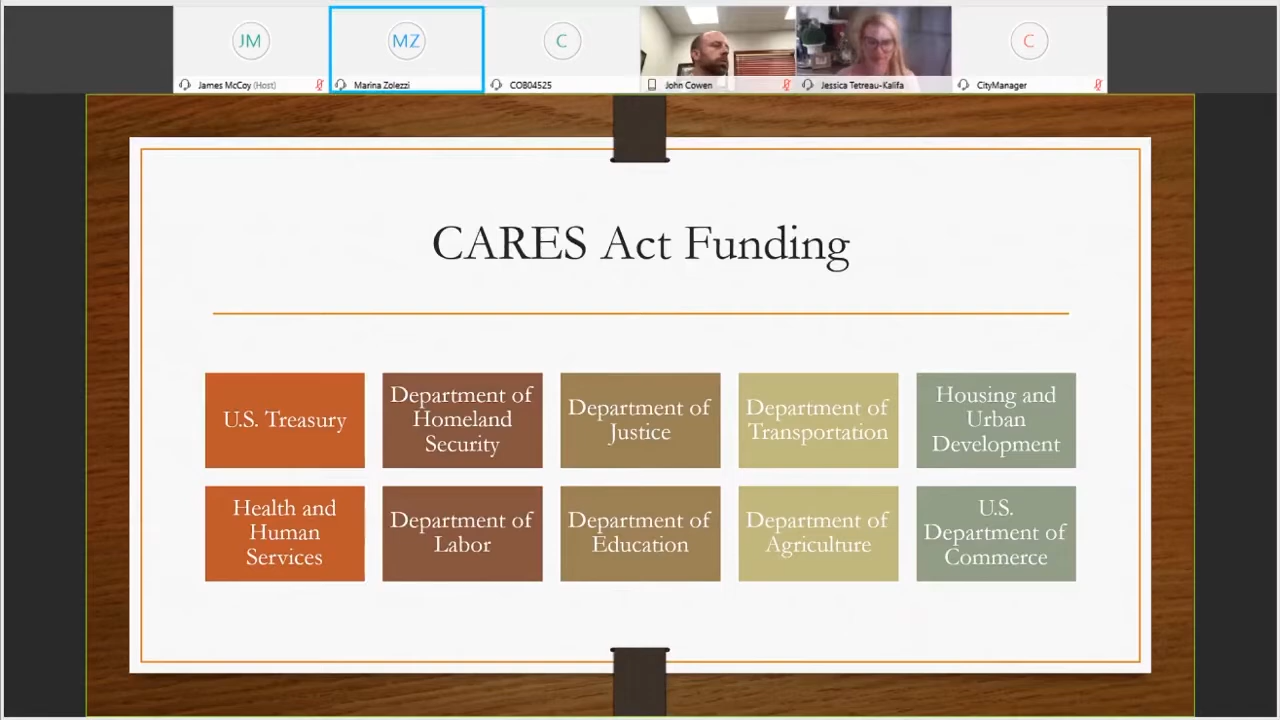 JM
MZ
C
C
James McCoy (Host)
Marina Zolezzi
COB04525
John Cowen
Jessica Tetreau-Kalifa
CityManager
CARES Act Funding
U.S. Treasury
Department of
Homeland
Security
Department of
Justice
Department of
Transportation
Housing and
Urban
Development
Health and
Human
Services
Department of
Labor
Department of
Education
Department of
Agriculture
U.S.
Department of
Commerce